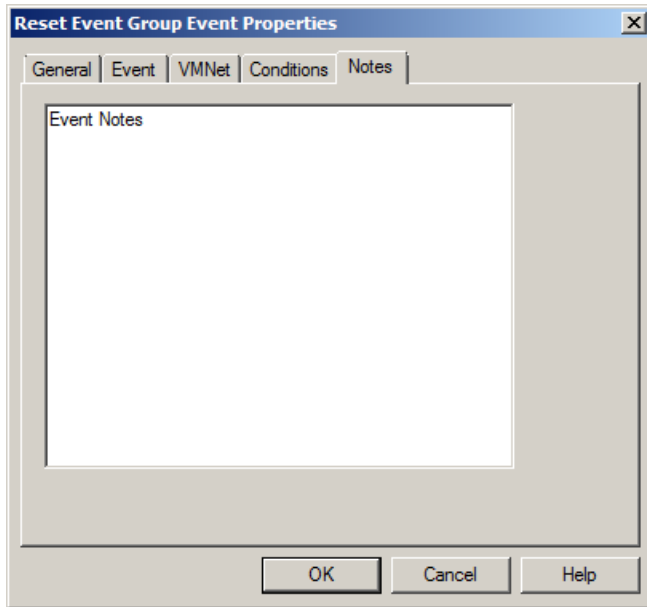 Reset Event Group Event Properties
General Event VMNet Conditions Notes
Event Notes
OK Cancel Help